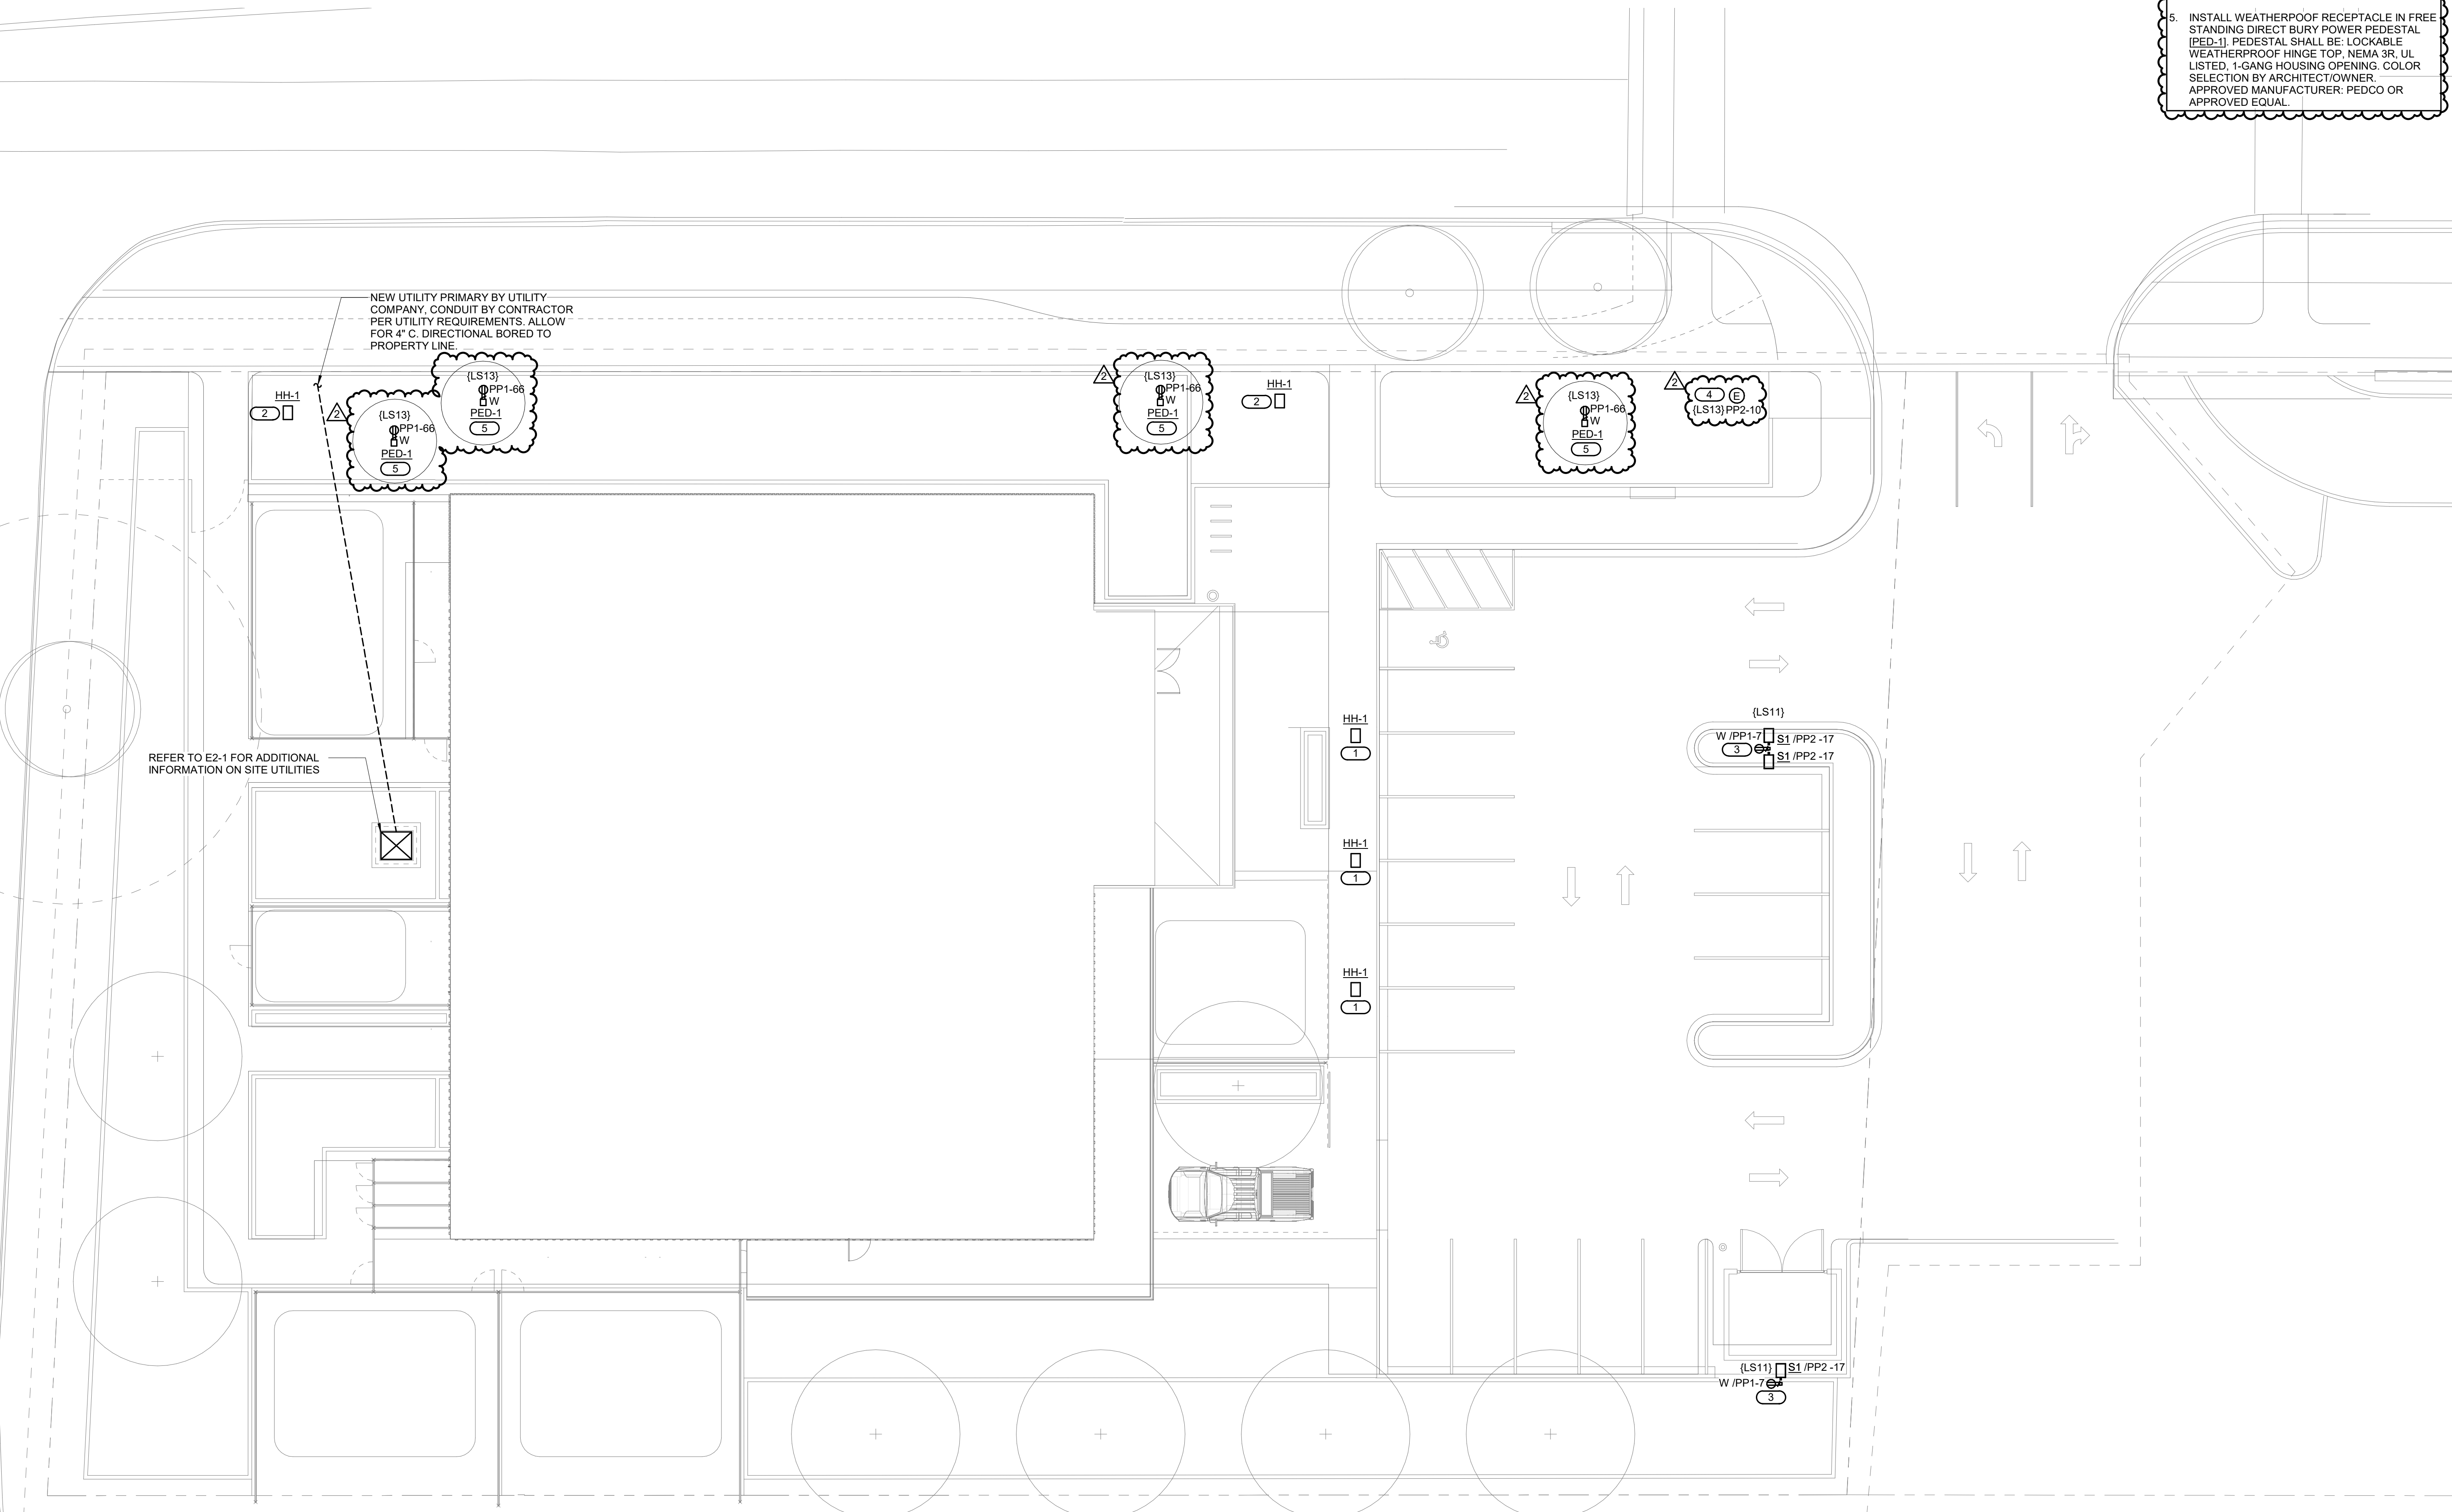 5. INSTALL WEATHERPOOF RECEPTACLE IN FREE
STANDING DIRECT BURY POWER PEDESTAL
[PED-1]. PEDESTAL SHALL BE: LOCKABLE
WEATHERPROOF HINGE TOP, NEMA 3R, UL
LISTED, 1-GANG HOUSING OPENING. COLOR
SELECTION BY ARCHITECT/OWNER.
APPROVED MANUFACTURER: PEDCO OR
APPROVED EQUAL.
NEW UTILITY PRIMARY BY UTILITY
COMPANY, CONDUIT BY CONTRACTOR
PER UTILITY REQUIREMENTS. ALLOW
FOR 4" C. DIRECTIONAL BORED TO
PROPERTY LINE.
HH-1
2
2
{LS13}
PP1-66
W
PED-1
5
{LS13}
PP1-66
W
PED-1
5
2
{LS13}
PP1-66
W
PED-1
5
HH-1
2
2
{LS13}
PP1-66
W
PED-1
5
2
4 E
{LS13} PP2-10
REFER TO E2-1 FOR ADDITIONAL
INFORMATION ON SITE UTILITIES
HH-1
1
HH-1
1
HH-1
1
{LS11}
W /PP1-7
3
S1 /PP2 -17
S1 /PP2 -17
{LS11} S1 /PP2 -17
W /PP1-7
3